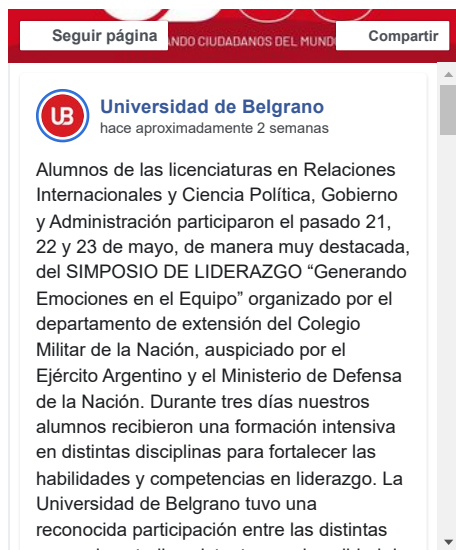 Seguir página
NDO CIUDADANOS DEL MUND
Compartir
UB
Universidad de Belgrano
hace aproximadamente 2 semanas
Alumnos de las licenciaturas en Relaciones
Internacionales y Ciencia Política, Gobierno
y Administración participaron el pasado 21,
22 y 23 de mayo, de manera muy destacada,
del SIMPOSIO DE LIDERAZGO “Generando
Emociones en el Equipo” organizado por el
departamento de extensión del Colegio
Militar de la Nación, auspiciado por el
Ejército Argentino y el Ministerio de Defensa
de la Nación. Durante tres días nuestros
alumnos recibieron una formación intensiva
en distintas disciplinas para fortalecer las
habilidades y competencias en liderazgo. La
Universidad de Belgrano tuvo una
reconocida participación entre las distintas